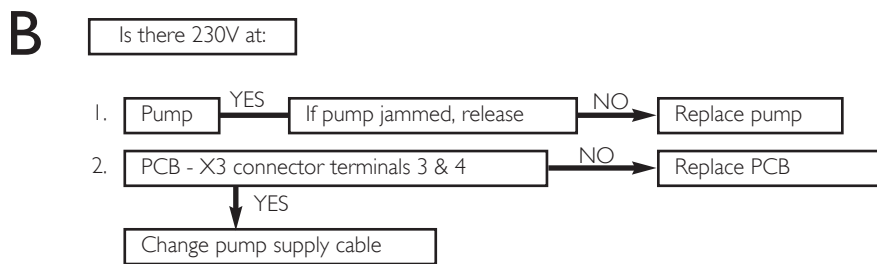 B
Is there 230V at:
1. Pump YES If pump jammed, release NO Replace pump
2. PCB - X3 connector terminals 3 & 4 NO Replace PCB
YES
Change pump supply cable